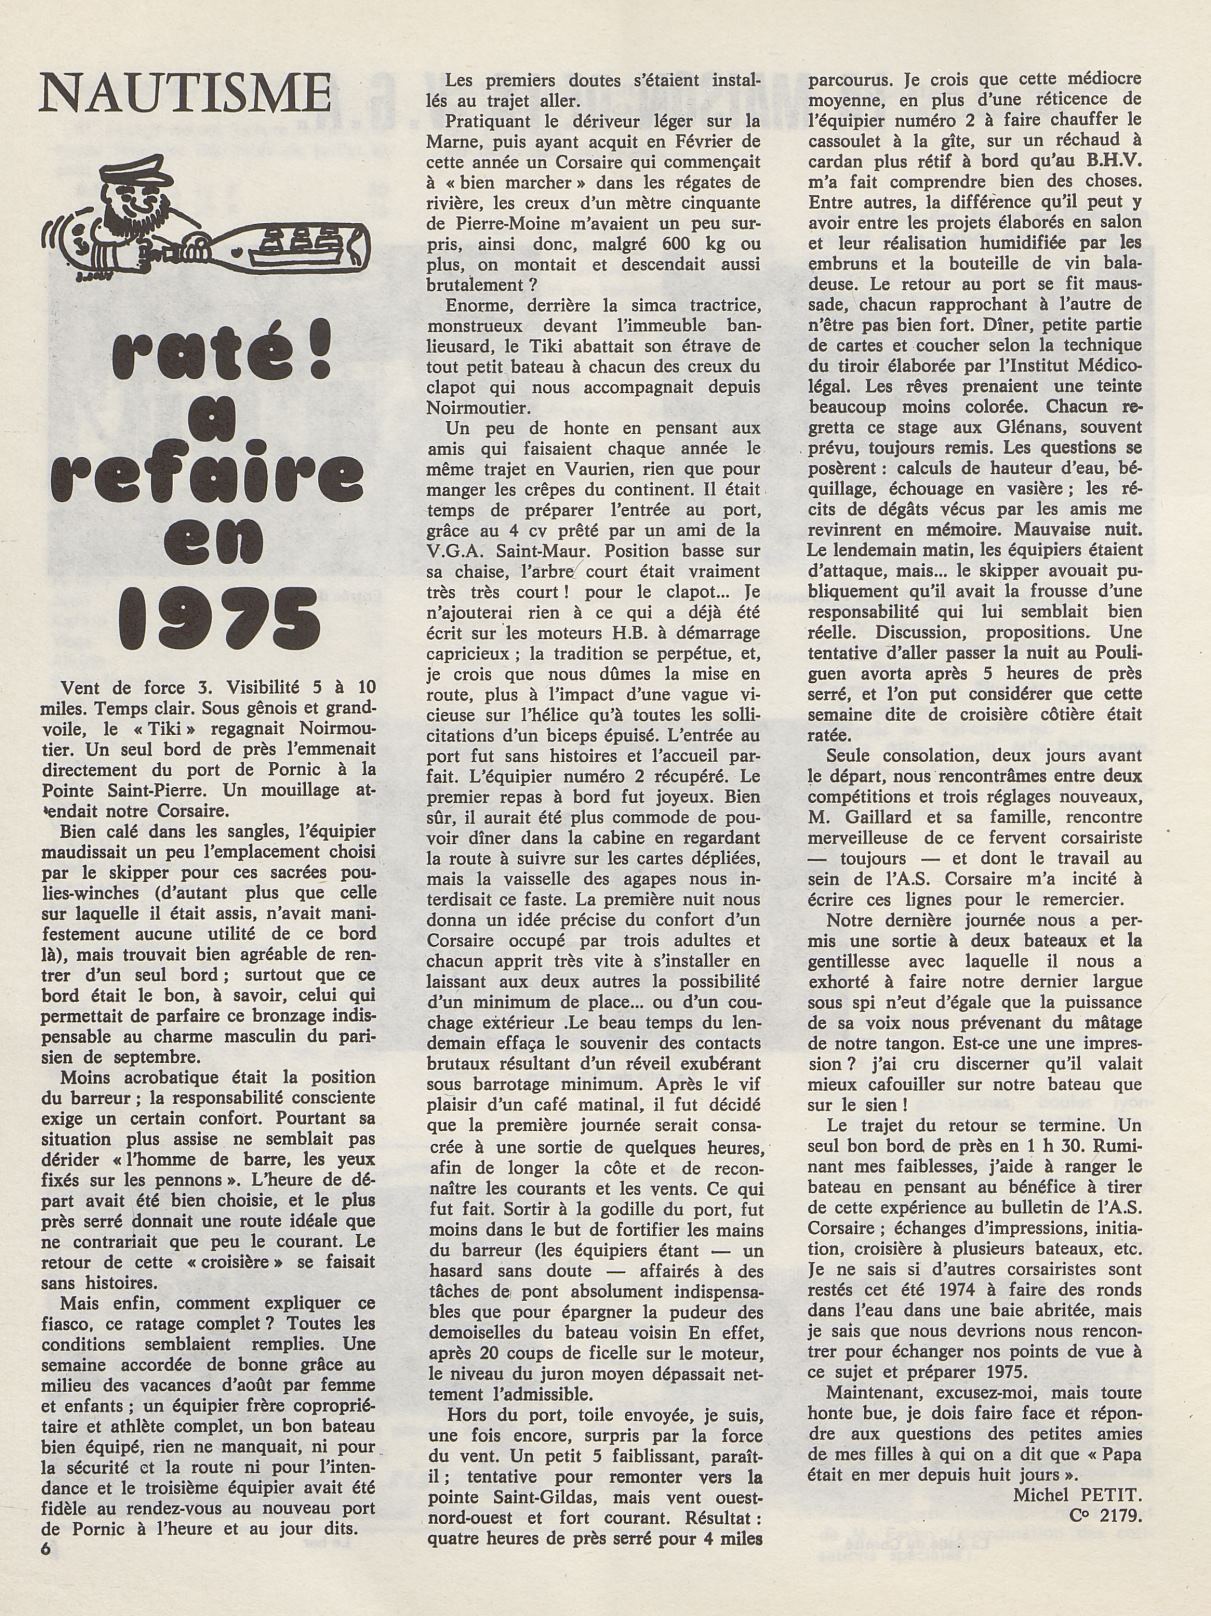 NAUTISME
raté!
a
refaire
en
1975
Vent de force 3. Visibilité 5 à 10
miles. Temps clair. Sous gênois et grand-
voile, le « Tiki » regagnait Noirmou-
tier. Un seul bord de près l'emmenait
directement du port de Pornic à la
Pointe Saint-Pierre. Un mouillage at-
tendait notre Corsaire.
Bien calé dans les sangles, l'équipier
maudissait un peu l'emplacement choisi
par le skipper pour ces sacrées pou-
lies-winches (d'autant plus que celle
sur laquelle il était assis, n'avait mani-
festement aucune utilité de ce bord
là), mais trouvait bien agréable de ren-
trer d'un seul bord ; surtout que ce
bord était le bon, à savoir, celui qui
permettait de parfaire ce bronzage indis-
pensable au charme masculin du pari-
sien de septembre.
Moins acrobatique était la position
du barreur ; la responsabilité consciente
exige un certain confort. Pourtant sa
situation plus assise ne semblait pas
dérider « l'homme de barre, les yeux
fixés sur les pennons ». L'heure de dé-
part avait été bien choisie, et le plus
près serré donnait une route idéale que
ne contrariait que peu le courant. Le
retour de cette « croisière » se faisait
sans histoires.
Mais enfin, comment expliquer ce
fiasco, ce ratage complet ? Toutes les
conditions semblaient remplies. Une
semaine accordée de bonne grâce au
milieu des vacances d'août par femme
et enfants ; un équipier frère coproprié-
taire et athlète complet, un bon bateau
bien équipé, rien ne manquait, ni pour
la sécurité et la route ni pour l'inten-
dance et le troisième équipier avait été
fidèle au rendez-vous au nouveau port
de Pornic à l'heure et au jour dits.
6
Les premiers doutes s'étaient instal-
lés au trajet aller.
Pratiquant le dériveur léger sur la
Marne, puis ayant acquit en Février de
cette année un Corsaire qui commençait
à « bien marcher » dans les régates de
rivière, les creux d'un mètre cinquante
de Pierre-Moine m'avaient un peu sur-
pris, ainsi donc, malgré 600 kg ou
plus, on montait et descendait aussi
brutalement ?
Enorme, derrière la simca tractrice,
monstrueux devant l'immeuble ban-
lieusard, le Tiki abattait son étrave de
tout petit bateau à chacun des creux du
clapot qui nous accompagnait depuis
Noirmoutier.
Un peu de honte en pensant aux
amis qui faisaient chaque année le
même trajet en Vaurien, rien que pour
manger les crêpes du continent. Il était
temps de préparer l'entrée au port,
grâce au 4 cv prêté par un ami de la
V.G.A. Saint-Maur. Position basse sur
sa chaise, l'arbre court était vraiment
très très court ! pour le clapot... Je
n'ajouterai rien à ce qui a déjà été
écrit sur les moteurs H.B. à démarrage
capricieux ; la tradition se perpétue, et,
je crois que nous dûmes la mise en
route, plus à l'impact d'une vague vi-
cieuse sur l'hélice qu'à toutes les solli-
citations d'un biceps épuisé. L'entrée au
port fut sans histoires et l'accueil par-
fait. L'équipier numéro 2 récupéré. Le
premier repas à bord fut joyeux. Bien
sûr, il aurait été plus commode de pou-
voir dîner dans la cabine en regardant
la route à suivre sur les cartes dépliées,
mais la vaisselle des agapes nous in-
terdisait ce faste. La première nuit nous
donna un idée précise du confort d'un
Corsaire occupé par trois adultes et
chacun apprit très vite à s'installer en
laissant aux deux autres la possibilité
d'un minimum de place... ou d'un cou-
chage extérieur .Le beau temps du len-
demain effaça le souvenir des contacts
brutaux résultant d'un réveil exubérant
sous barrotage minimum. Après le vif
plaisir d'un café matinal, il fut décidé
que la première journée serait consa-
crée à une sortie de quelques heures,
afin de longer la côte et de recon-
naître les courants et les vents. Ce qui
fut fait. Sortir à la godille du port, fut
moins dans le but de fortifier les mains
du barreur (les équipiers étant — un
hasard sans doute — affairés à des
tâches de pont absolument indispensa-
bles que pour épargner la pudeur des
demoiselles du bateau voisin En effet,
après 20 coups de ficelle sur le moteur,
le niveau du juron moyen dépassait net-
tement l'admissible.
Hors du port, toile envoyée, je suis,
une fois encore, surpris par la force
du vent. Un petit 5 faiblissant, paraît-
il ; tentative pour remonter vers la
pointe Saint-Gildas, mais vent ouest-
nord-ouest et fort courant. Résultat :
quatre heures de près serré pour 4 miles
parcourus. Je crois que cette médiocre
moyenne, en plus d'une réticence de
l'équipier numéro 2 à faire chauffer le
cassoulet à la gîte, sur un réchaud à
cardan plus rétif à bord qu'au B.H.V.
m'a fait comprendre bien des choses.
Entre autres, la différence qu'il peut y
avoir entre les projets élaborés en salon
et leur réalisation humidifiée par les
embruns et la bouteille de vin bala-
deuse. Le retour au port se fit maus-
sade, chacun rapprochant à l'autre de
n'être pas bien fort. Dîner, petite partie
de cartes et coucher selon la technique
du tiroir élaborée par l'Institut Médico-
légal. Les rêves prenaient une teinte
beaucoup moins colorée. Chacun re-
gretta ce stage aux Glénans, souvent
prévu, toujours remis. Les questions se
posèrent : calculs de hauteur d'eau, bé-
quillage, échouage en vasière ; les ré-
cits de dégâts vécus par les amis me
revinrent en mémoire. Mauvaise nuit.
Le lendemain matin, les équipiers étaient
d'attaque, mais... le skipper avouait pu-
bliquement qu'il avait la frousse d'une
responsabilité qui lui semblait bien
réelle. Discussion, propositions. Une
tentative d'aller passer la nuit au Pouli-
guen avorta après 5 heures de près
serré, et l'on put considérer que cette
semaine dite de croisière côtière était
ratée.
Seule consolation, deux jours avant
le départ, nous rencontrâmes entre deux
compétitions et trois réglages nouveaux,
M. Gaillard et sa famille, rencontre
merveilleuse de ce fervent corsairiste
— toujours — et dont le travail au
sein de l'A.S. Corsaire m'a incité à
écrire ces lignes pour le remercier.
Notre dernière journée nous a per-
mis une sortie à deux bateaux et la
gentillesse avec laquelle il nous a
exhorté à faire notre dernier largue
sous spi n'eut d'égale que la puissance
de sa voix nous prévenant du mâtage
de notre tangon. Est-ce une une impres-
sion ? j'ai cru discerner qu'il valait
mieux cafouiller sur notre bateau que
sur le sien !
Le trajet du retour se termine. Un
seul bon bord de près en 1 h 30. Rumi-
nant mes faiblesses, j'aide à ranger le
bateau en pensant au bénéfice à tirer
de cette expérience au bulletin de l'A.S.
Corsaire ; échanges d'impressions, initia-
tion, croisière à plusieurs bateaux, etc.
Je ne sais si d'autres corsairistes sont
restés cet été 1974 à faire des ronds
dans l'eau dans une baie abritée, mais
je sais que nous devrions nous rencon-
trer pour échanger nos points de vue à
ce sujet et préparer 1975.
Maintenant, excusez-moi, mais toute
honte bue, je dois faire face et répon-
dre aux questions des petites amies
de mes filles à qui on a dit que « Papa
était en mer depuis huit jours ».
Michel PETIT.
Co 2179.